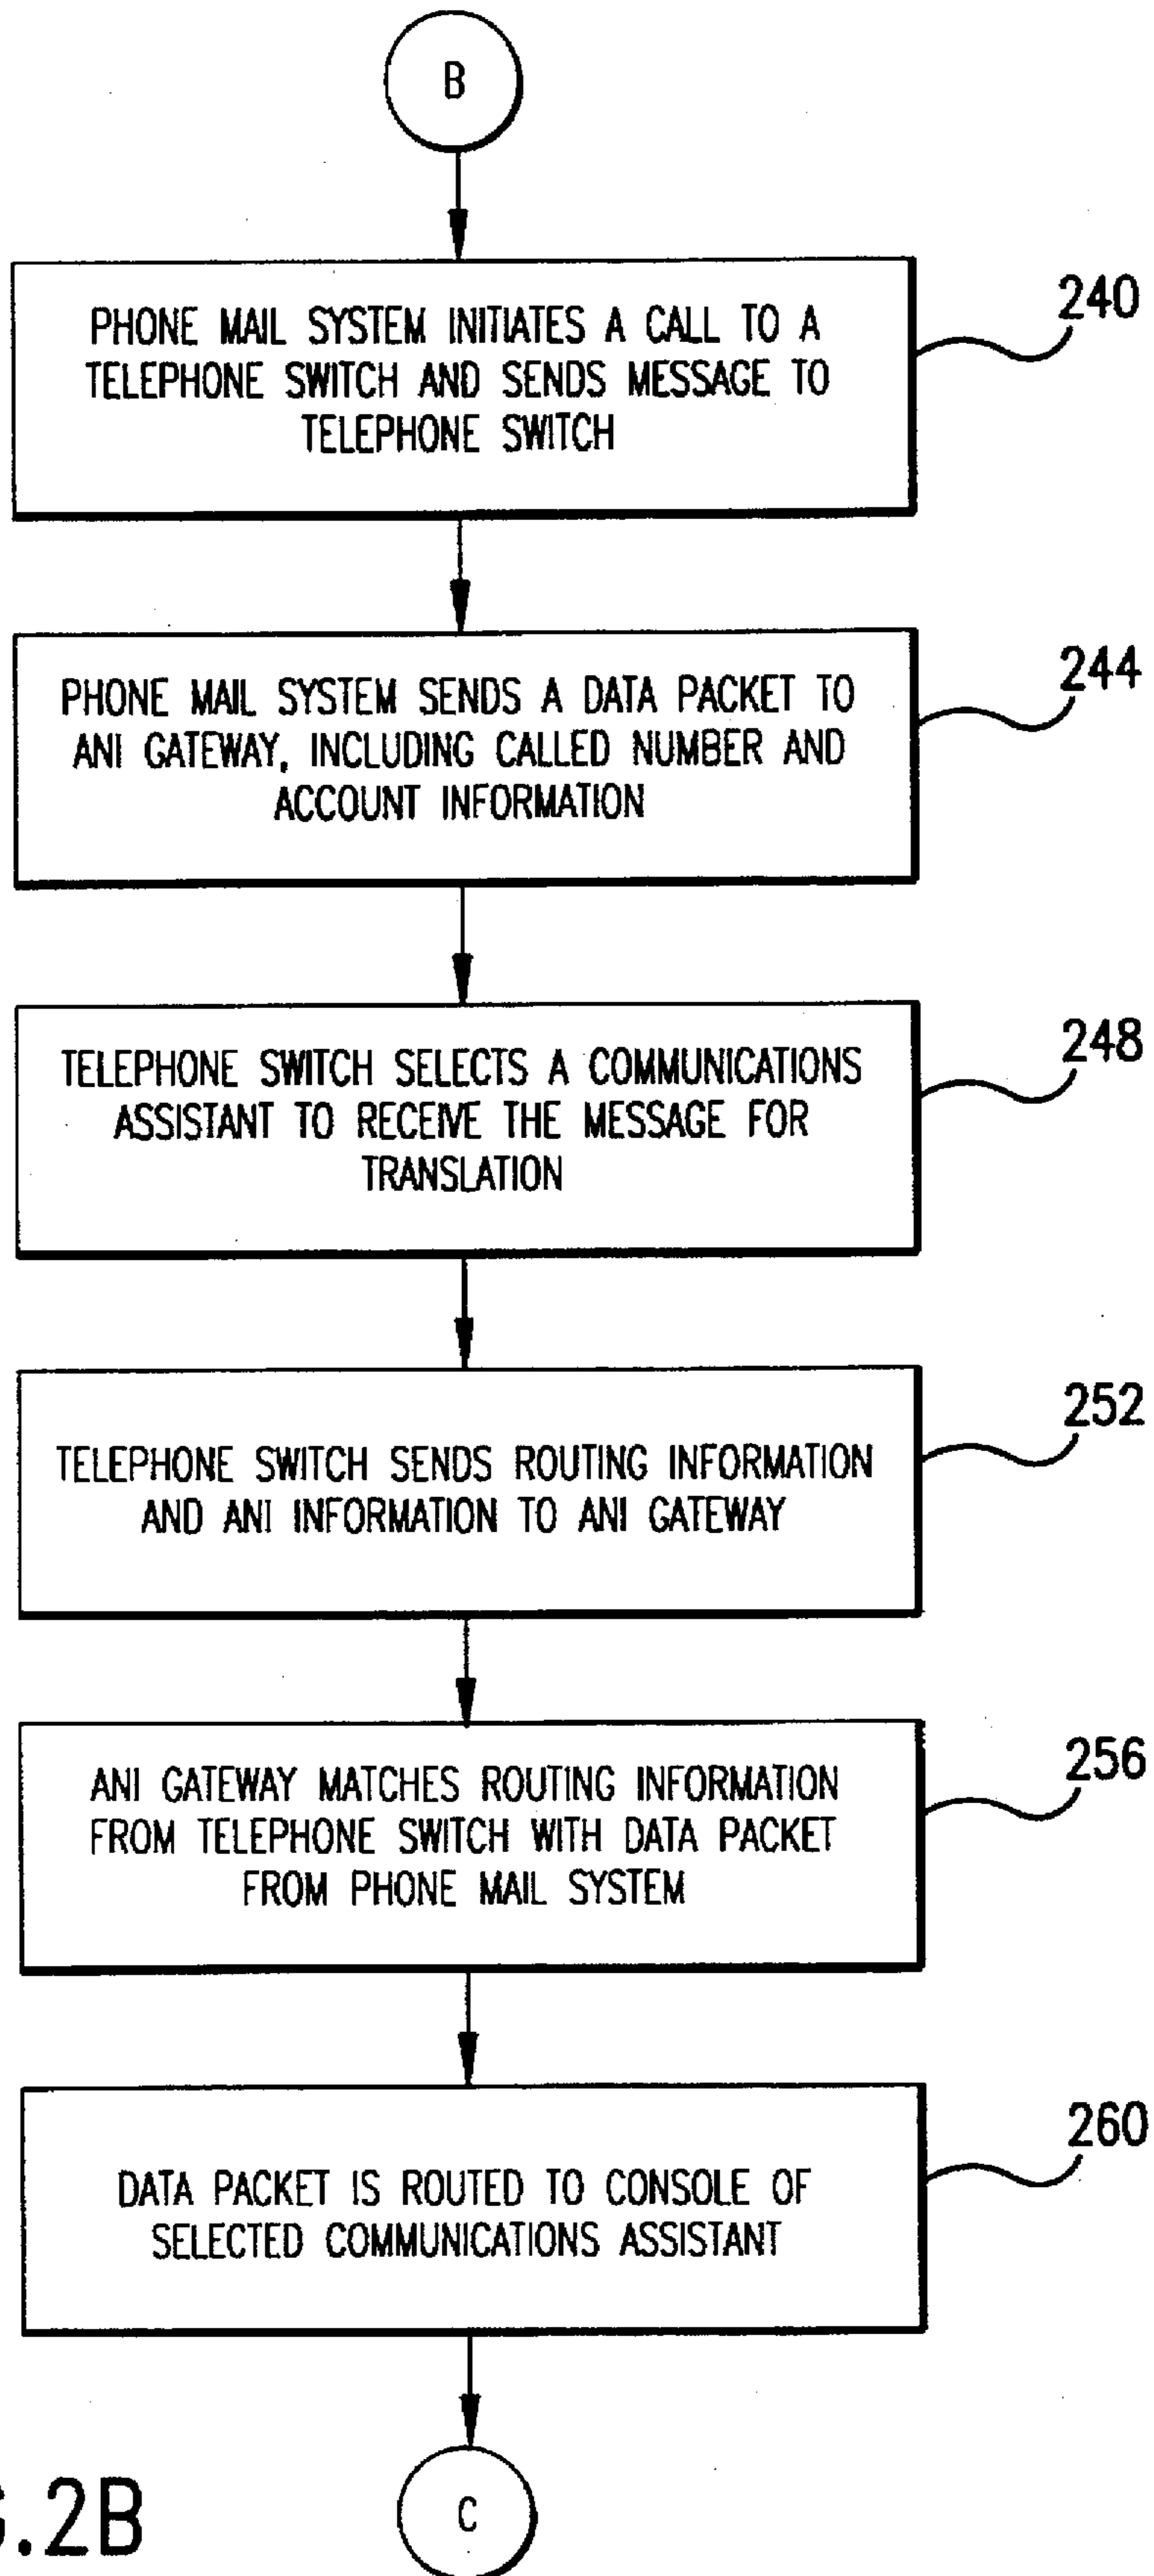 B
PHONE MAIL SYSTEM INITIATES A CALL TO A
TELEPHONE SWITCH AND SENDS MESSAGE TO
TELEPHONE SWITCH
240
PHONE MAIL SYSTEM SENDS A DATA PACKET TO
ANI GATEWAY, INCLUDING CALLED NUMBER AND
ACCOUNT INFORMATION
244
TELEPHONE SWITCH SELECTS A COMMUNICATIONS
ASSISTANT TO RECEIVE THE MESSAGE FOR
TRANSLATION
248
TELEPHONE SWITCH SENDS ROUTING INFORMATION
AND ANI INFORMATION TO ANI GATEWAY
252
ANI GATEWAY MATCHES ROUTING INFORMATION
FROM TELEPHONE SWITCH WITH DATA PACKET
FROM PHONE MAIL SYSTEM
256
DATA PACKET IS ROUTED TO CONSOLE OF
SELECTED COMMUNICATIONS ASSISTANT
260
C
.2B